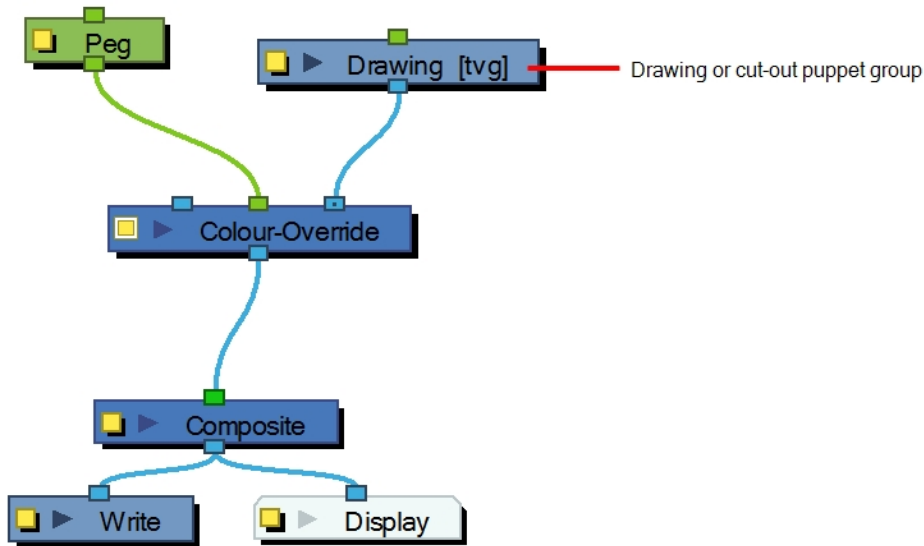 Peg
Drawing [tvg]
Drawing or cut-out puppet group
Colour-Override
Composite
Write
Display